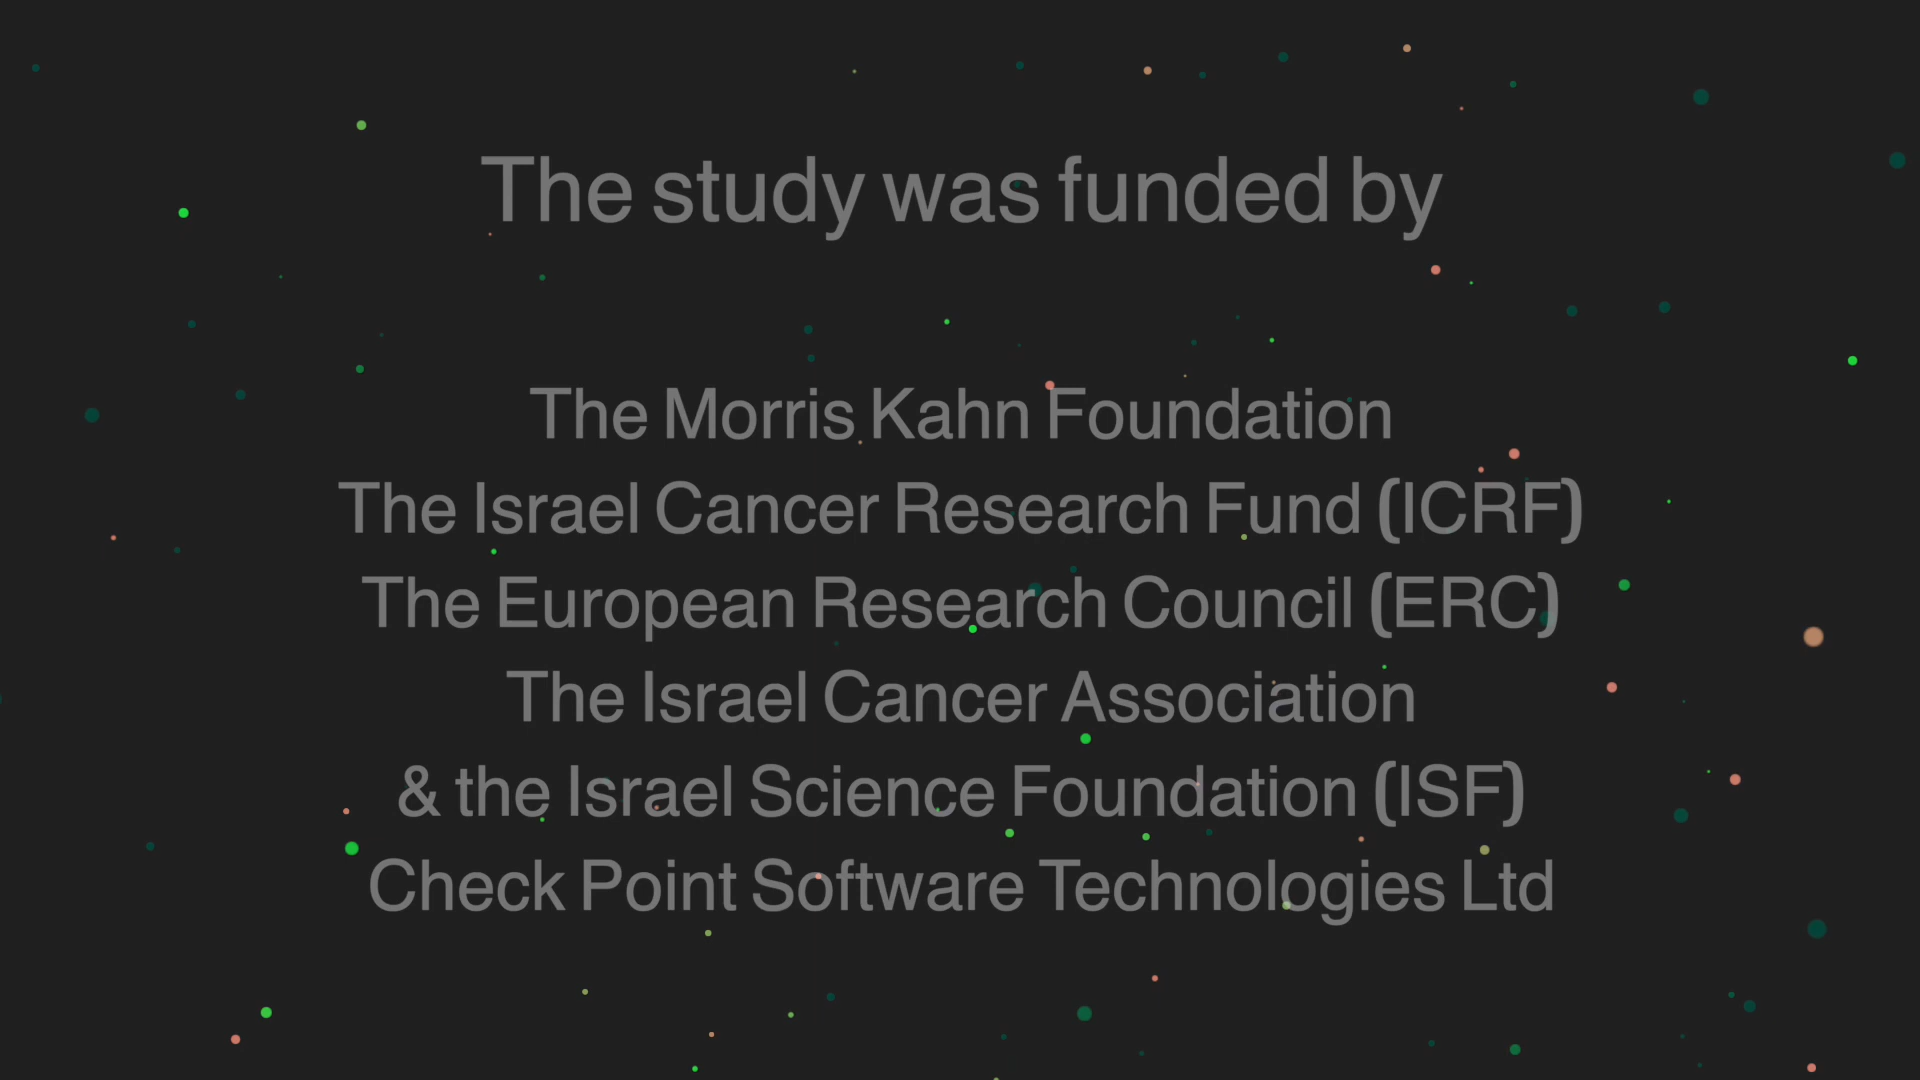 The study was funded by
The Morris Kahn Foundation
The Israel Cancer Research Fund (ICRF)
The European Research Council (ERC)
The Israel Cancer Association
& the Israel Science Foundation (ISF)
Check Point Software Technologies Ltd